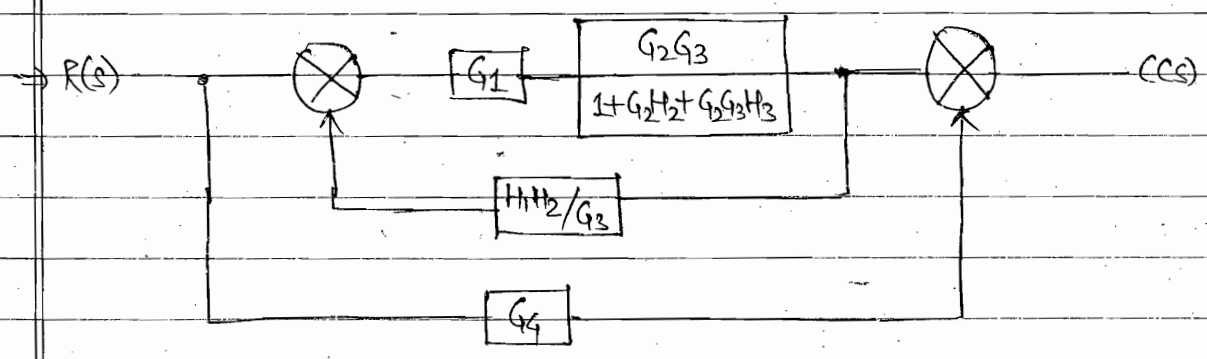 ⇒ R(S) G1 G2G3 C(S)
1+G2H2+G2G3H3
H1H2/G3
G4